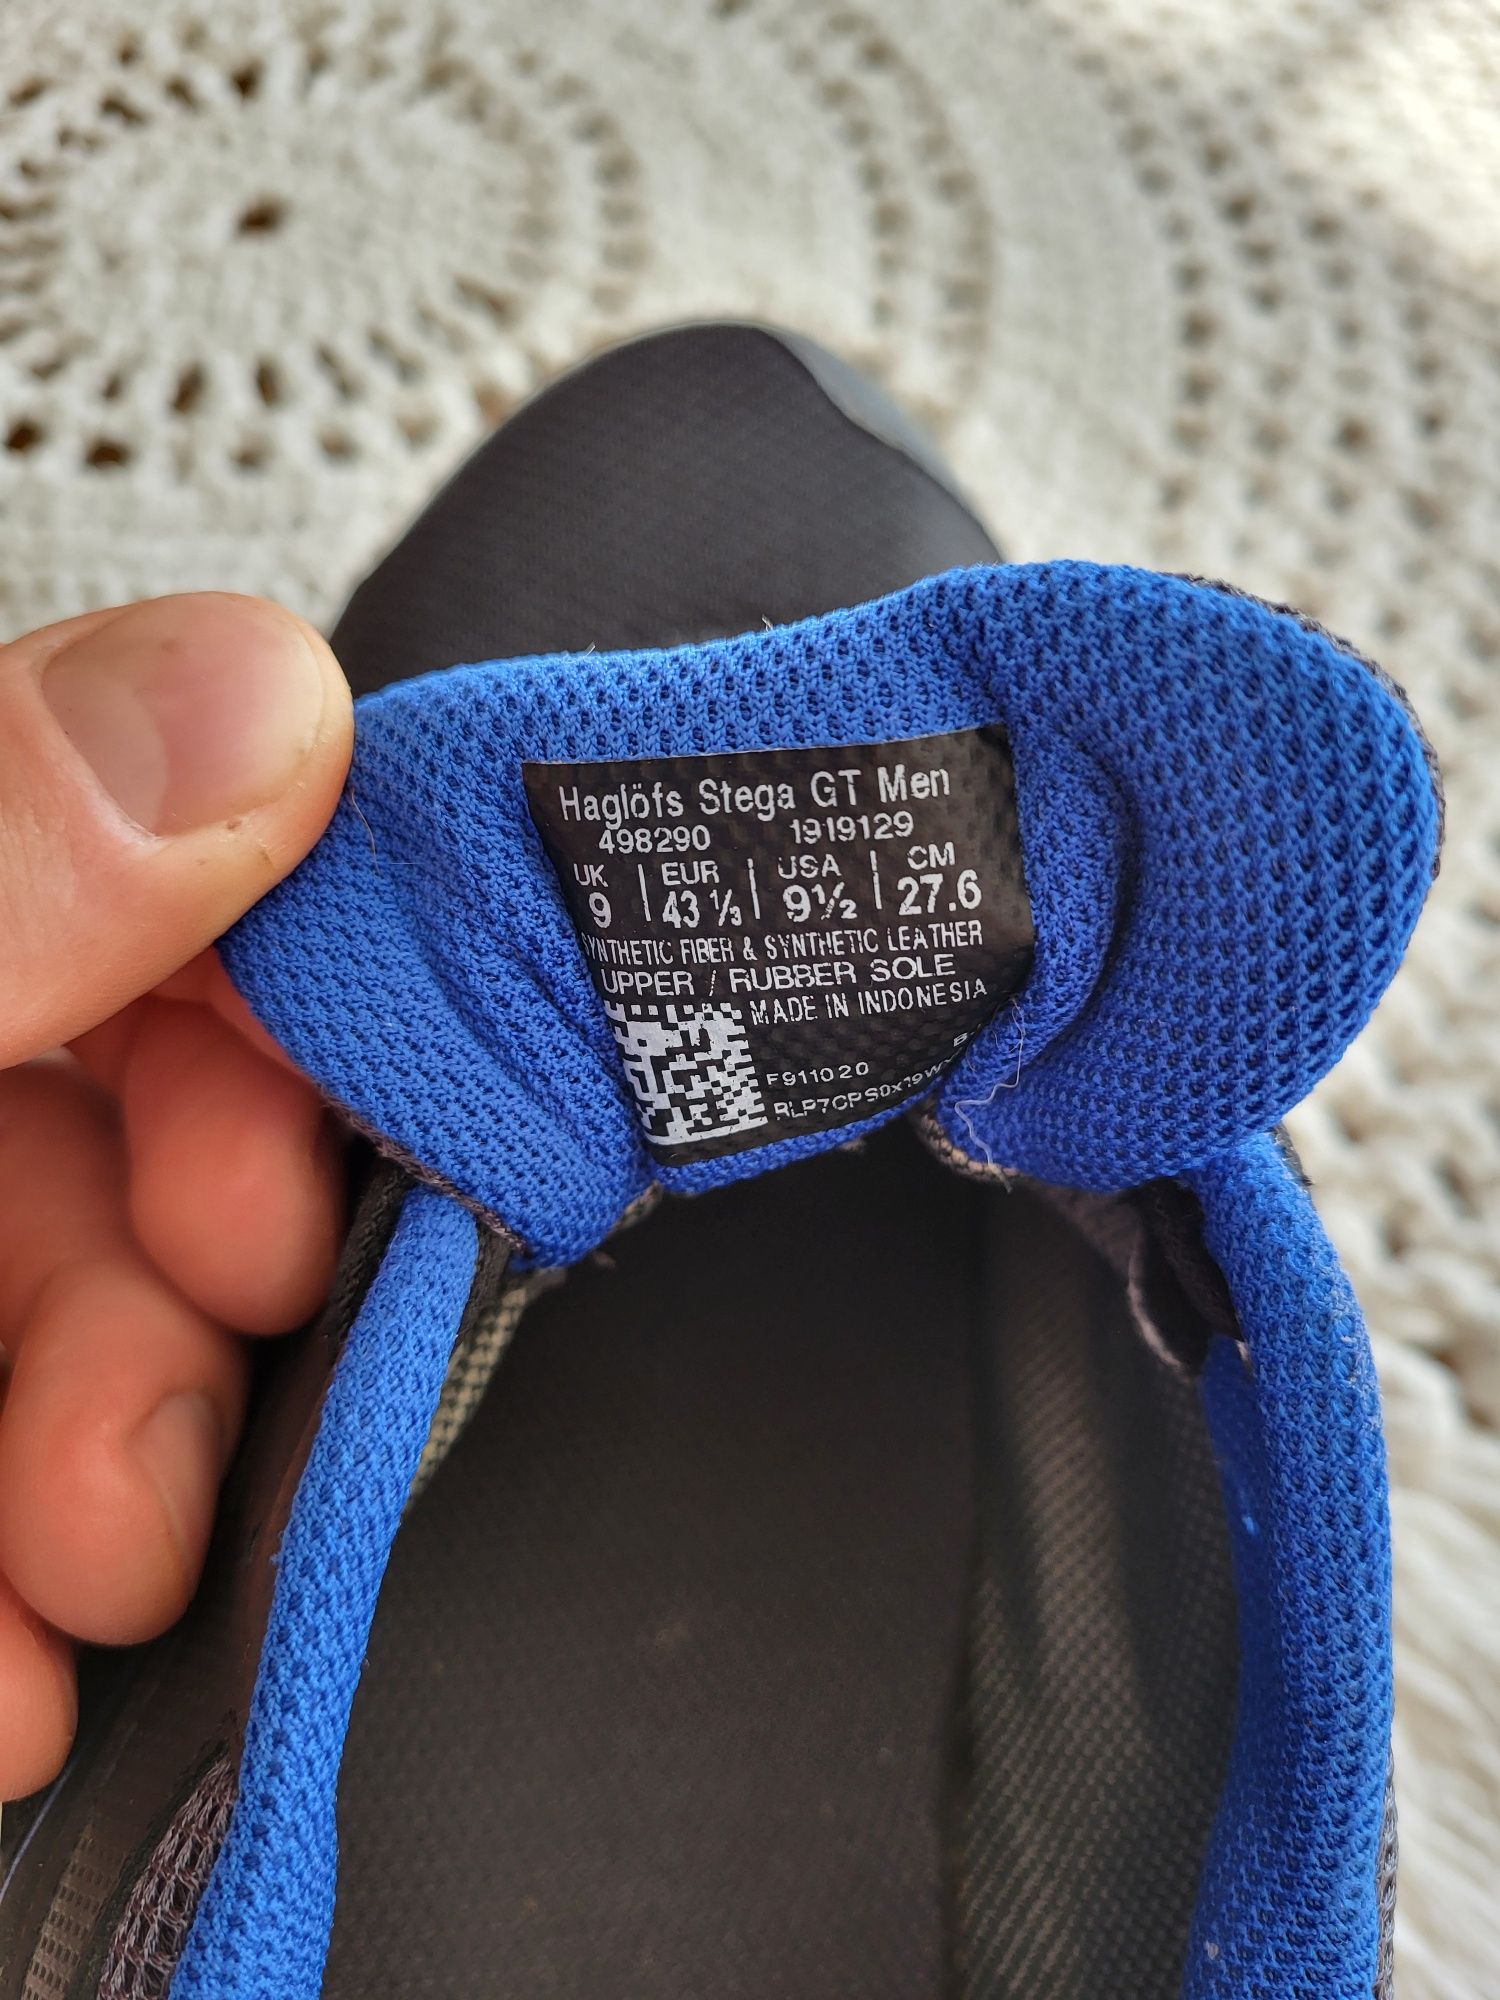 Haglöfs Stega GT Men
498290 1919129
UK | EUR | USA | CM
9 | 43 ⅓ | 9½ | 27.6
SYNTHETIC FIBER & SYNTHETIC LEATHER
UPPER / RUBBER SOLE
MADE IN INDONESIA
F911020